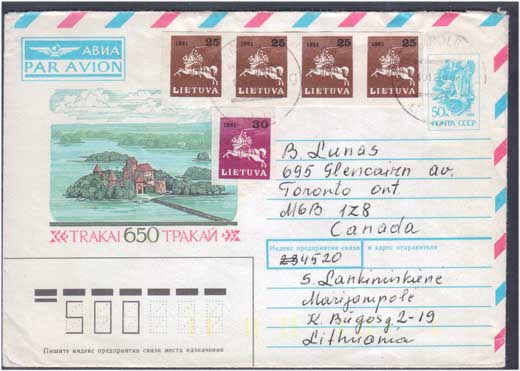 АВИА
PAR AVION
1991 25
LIETUVA
1991 25
LIETUVA
1991 25
LIETUVA
1991 25
LIETUVA
50к
ПОЧТА СССР
1991 30
LIETUVA
TRAKAI 650 ТРАКАЙ
B. Lunas
695 Glencairn av.
Toronto ont
M6B 1Z8
Canada
Индекс предприятия связи и адрес отправителя
234520
S. Lankininkiene
Marijampole
K. Būgos g. 2-19
Lithuania
500
Пишите индекс предприятия связи места назначения